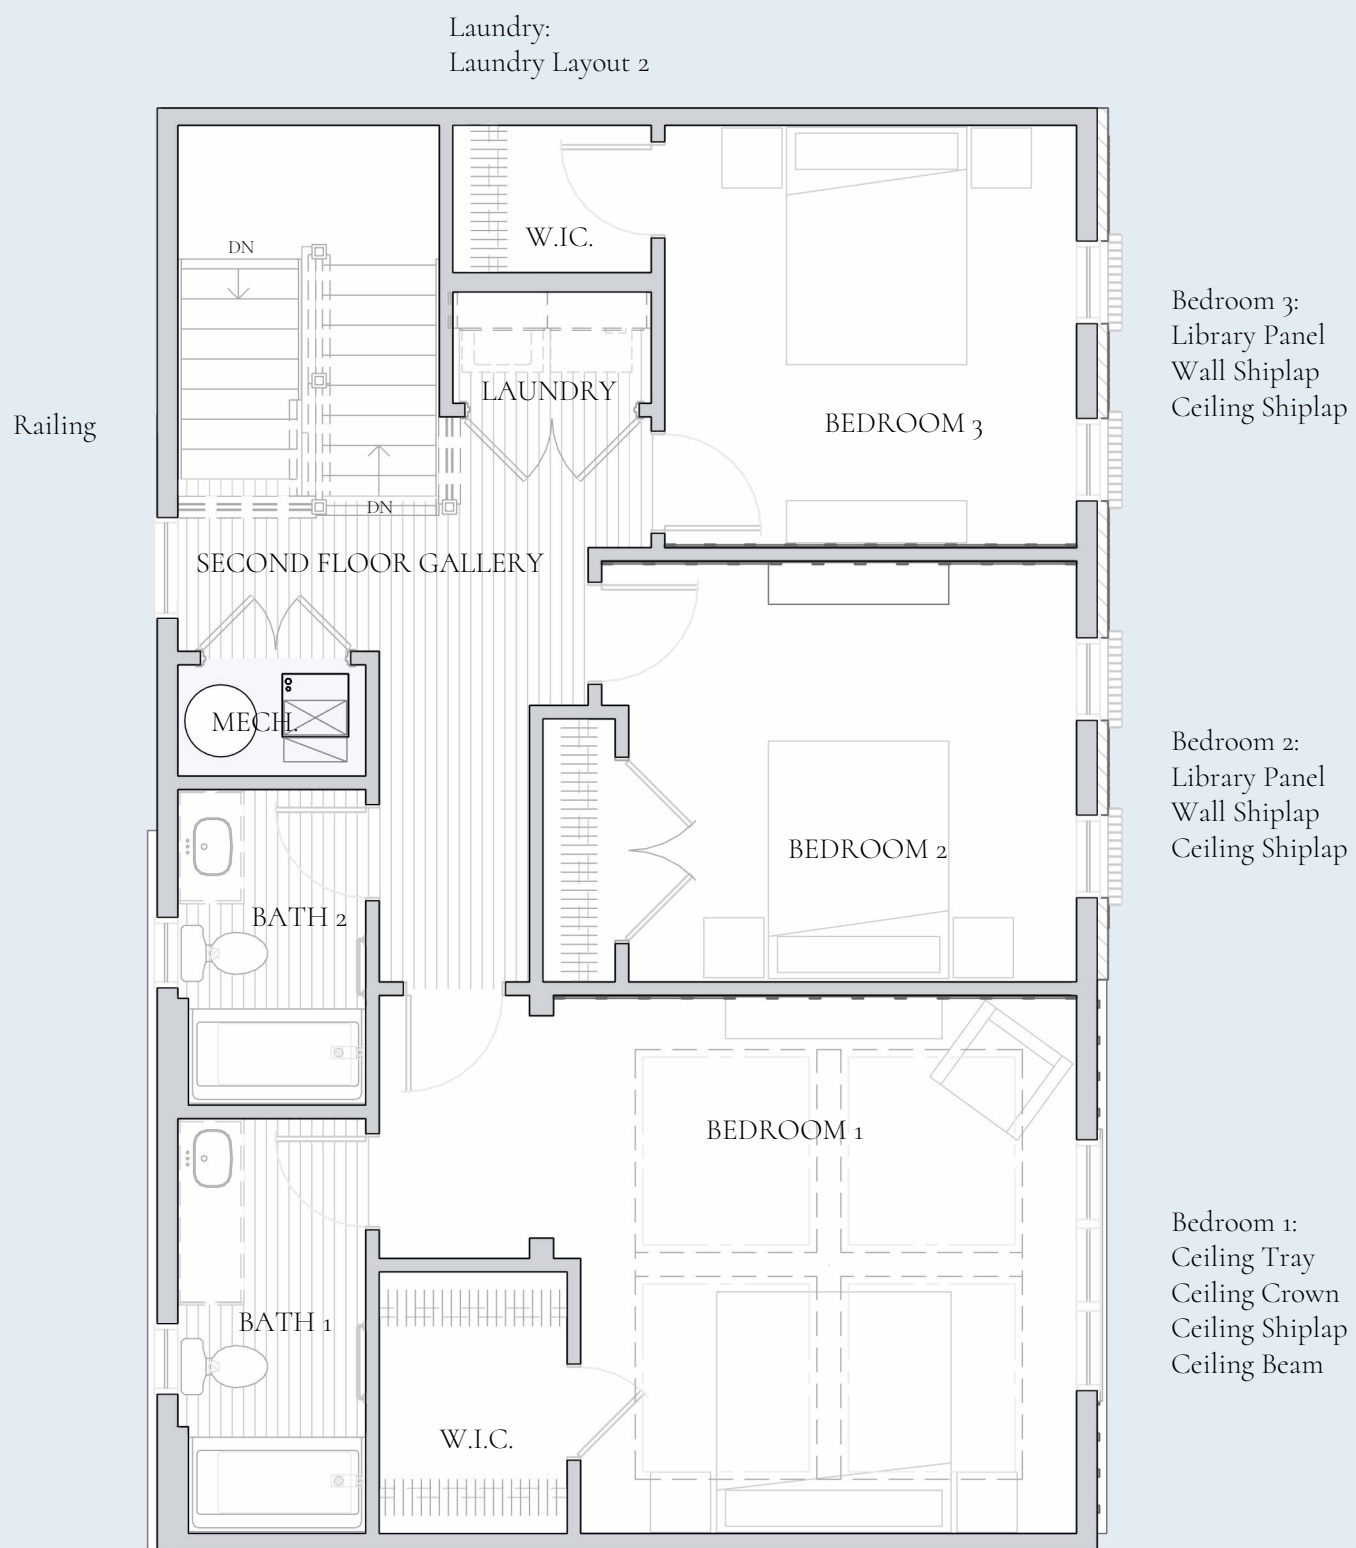 Laundry:
Laundry Layout 2
DN
W.IC.
Bedroom 3:
Library Panel
Wall Shiplap
Ceiling Shiplap
LAUNDRY
Railing
BEDROOM 3
DN
SECOND FLOOR GALLERY
MECH.
Bedroom 2:
Library Panel
Wall Shiplap
Ceiling Shiplap
BEDROOM 2
BATH 2
BEDROOM 1
Bedroom 1:
Ceiling Tray
Ceiling Crown
Ceiling Shiplap
Ceiling Beam
BATH 1
W.I.C.